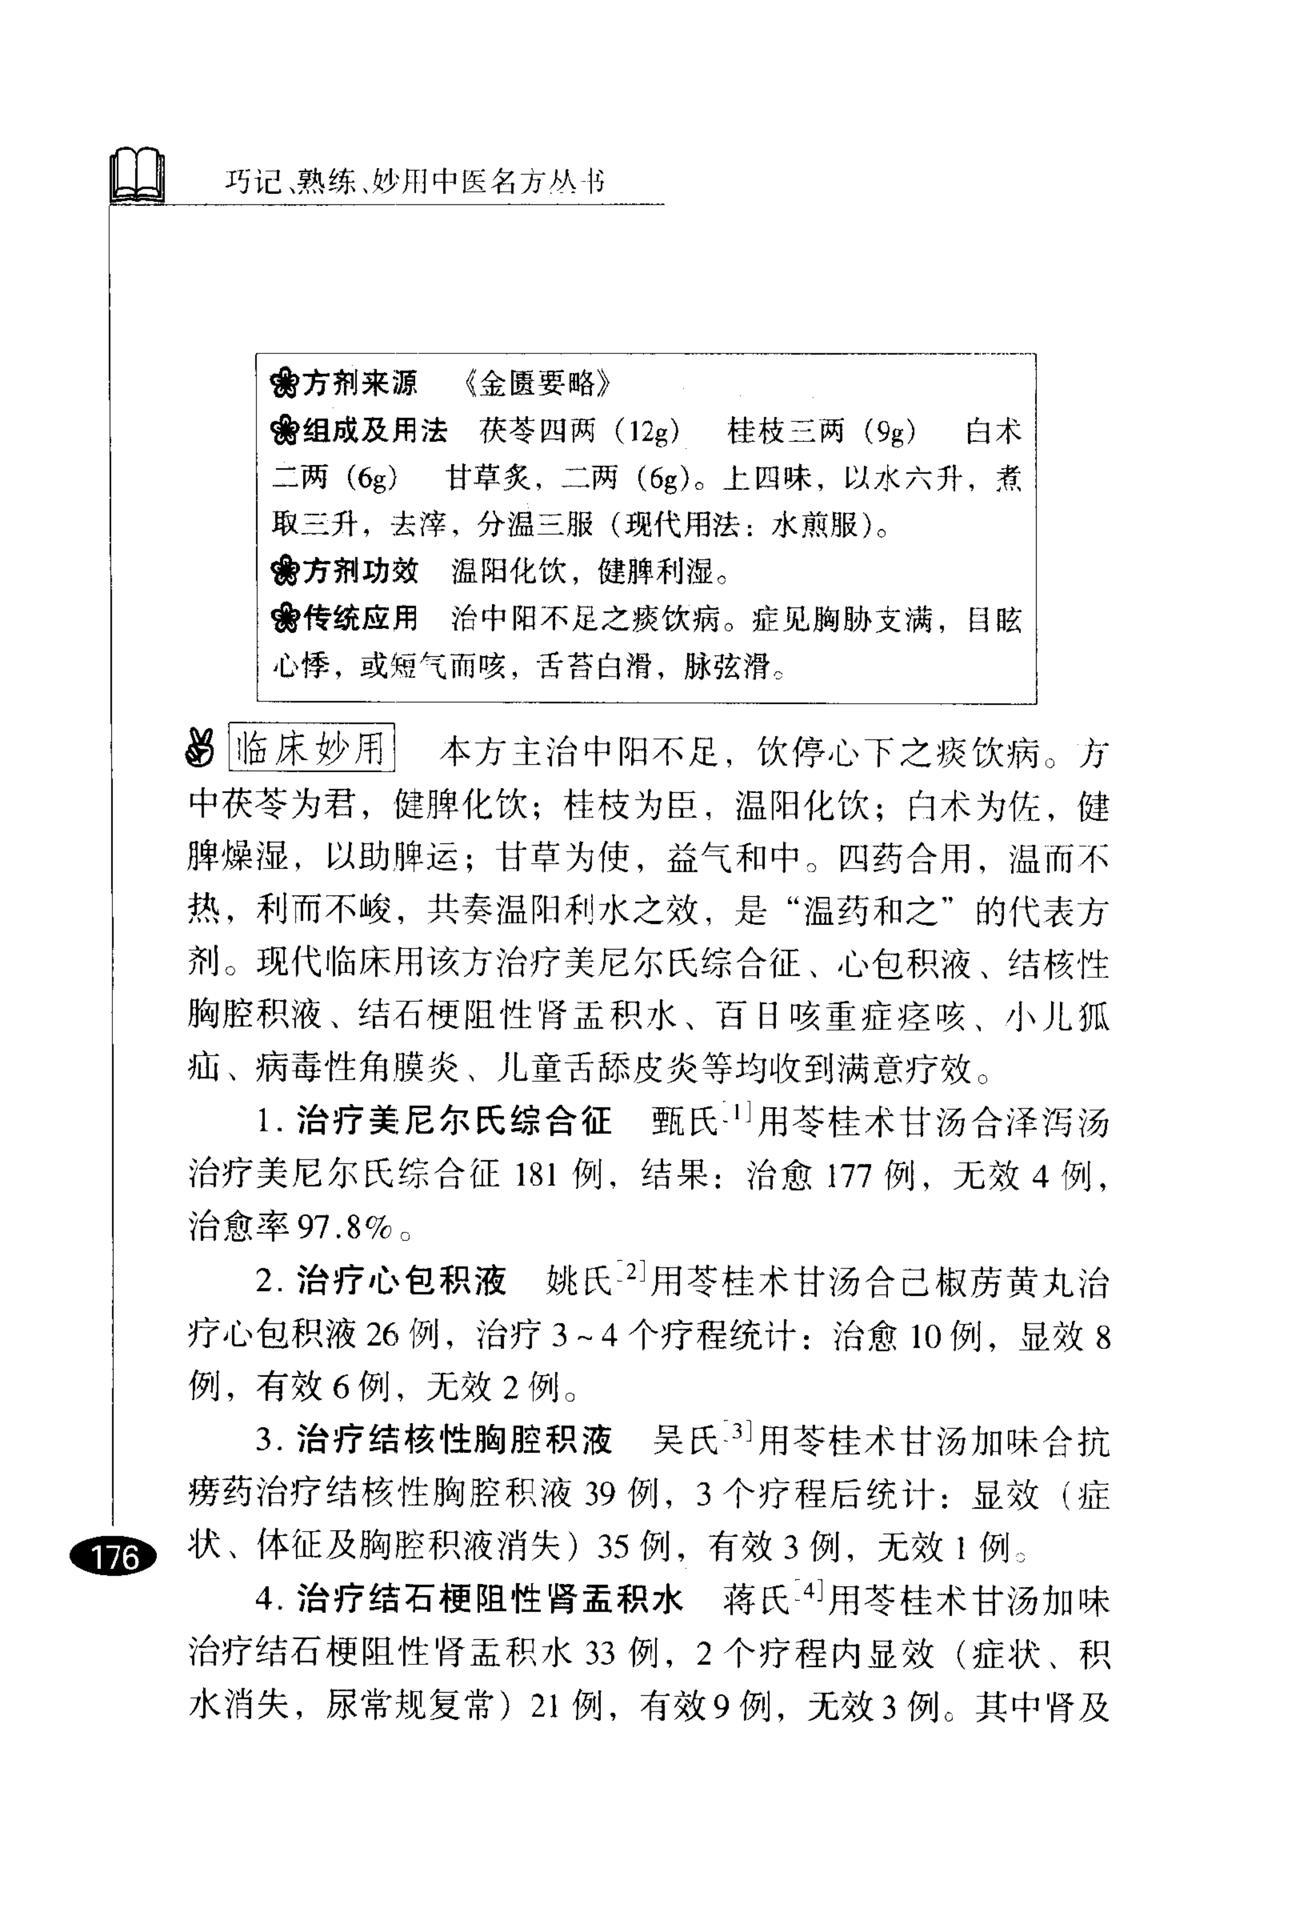 巧记、熟练、妙用中医名方丛书
方剂来源 《金匮要略》
组成及用法 茯苓四两（12g） 桂枝三两（9g） 白术
二两（6g） 甘草炙，二两（6g）。上四味，以水六升，煮
取三升，去滓，分温三服（现代用法：水煎服）。
方剂功效 温阳化饮，健脾利湿。
传统应用 治中阳不足之痰饮病。症见胸胁支满，目眩
心悸，或短气而咳，舌苔白滑，脉弦滑。
临床妙用 本方主治中阳不足，饮停心下之痰饮病。方
中茯苓为君，健脾化饮；桂枝为臣，温阳化饮；白术为佐，健
脾燥湿，以助脾运；甘草为使，益气和中。四药合用，温而不
热，利而不峻，共奏温阳利水之效，是“温药和之”的代表方
剂。现代临床用该方治疗美尼尔氏综合征、心包积液、结核性
胸腔积液、结石梗阻性肾盂积水、百日咳重症痉咳、小儿狐
疝、病毒性角膜炎、儿童舌舔皮炎等均收到满意疗效。
1. 治疗美尼尔氏综合征 甄氏[1]用苓桂术甘汤合泽泻汤
治疗美尼尔氏综合征 181 例，结果：治愈 177 例，无效 4 例，
治愈率 97.8%。
2. 治疗心包积液 姚氏[2]用苓桂术甘汤合己椒苈黄丸治
疗心包积液 26 例，治疗 3～4 个疗程统计：治愈 10 例，显效 8
例，有效 6 例，无效 2 例。
3. 治疗结核性胸腔积液 吴氏[3]用苓桂术甘汤加味合抗
痨药治疗结核性胸腔积液 39 例，3 个疗程后统计：显效（症
状、体征及胸腔积液消失）35 例，有效 3 例，无效 1 例。
176
4. 治疗结石梗阻性肾盂积水 蒋氏[4]用苓桂术甘汤加味
治疗结石梗阻性肾盂积水 33 例，2 个疗程内显效（症状、积
水消失，尿常规复常）21 例，有效 9 例，无效 3 例。其中肾及